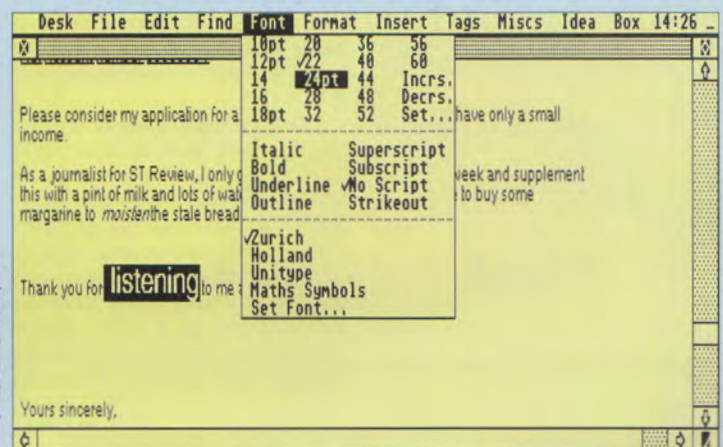 Desk File Edit Find Font Format Insert Tags Miscs Idea Box 14:26
10pt 20 36 56
12pt √22 40 60
14 24pt 44 Incrs.
16 28 48 Decrs.
18pt 32 52 Set...
Italic Superscript
Bold Subscript
Underline √No Script
Outline Strikeout
√Zurich
Holland
Unitype
Maths Symbols
Set Font...
Please consider my application for a have only a small
income.
As a journalist for ST Review, I only week and supplement
this with a pint of milk and lots of to buy some
margarine to moisten the stale bread
Thank you for listening to me
Yours sincerely,